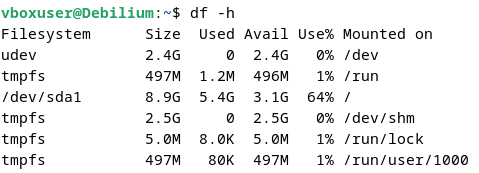 vboxuser@Debilium:~$ df -h
Filesystem      Size  Used Avail Use% Mounted on
udev            2.4G     0  2.4G   0% /dev
tmpfs           497M  1.2M  496M   1% /run
/dev/sda1       8.9G  5.4G  3.1G  64% /
tmpfs           2.5G     0  2.5G   0% /dev/shm
tmpfs           5.0M  8.0K  5.0M   1% /run/lock
tmpfs           497M   80K  497M   1% /run/user/1000